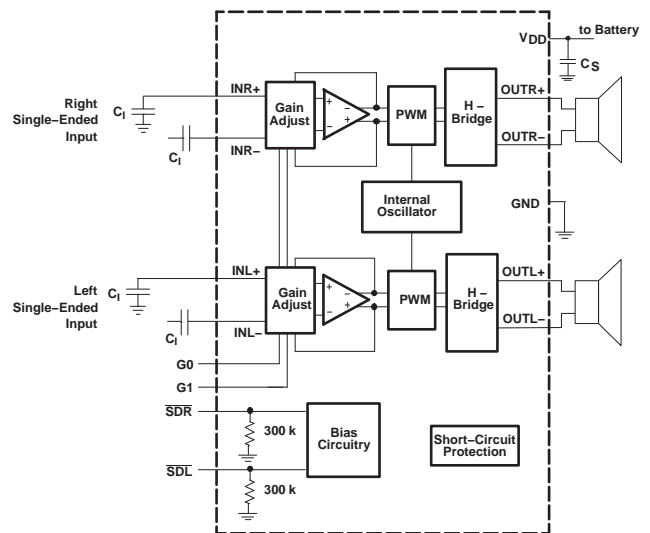 to Battery
VDD
CS
Right
Single−Ended
Input
CI
CI
INR+
INR−
Gain
Adjust
+
−
−
+
PWM
H −
Bridge
OUTR+
OUTR−
Internal
Oscillator
GND
Left
Single−Ended
Input
CI
CI
INL+
INL−
Gain
Adjust
+
−
−
+
PWM
H −
Bridge
OUTL+
OUTL−
G0
G1
SDR
300 k
Bias
Circuitry
Short−Circuit
Protection
SDL
300 k